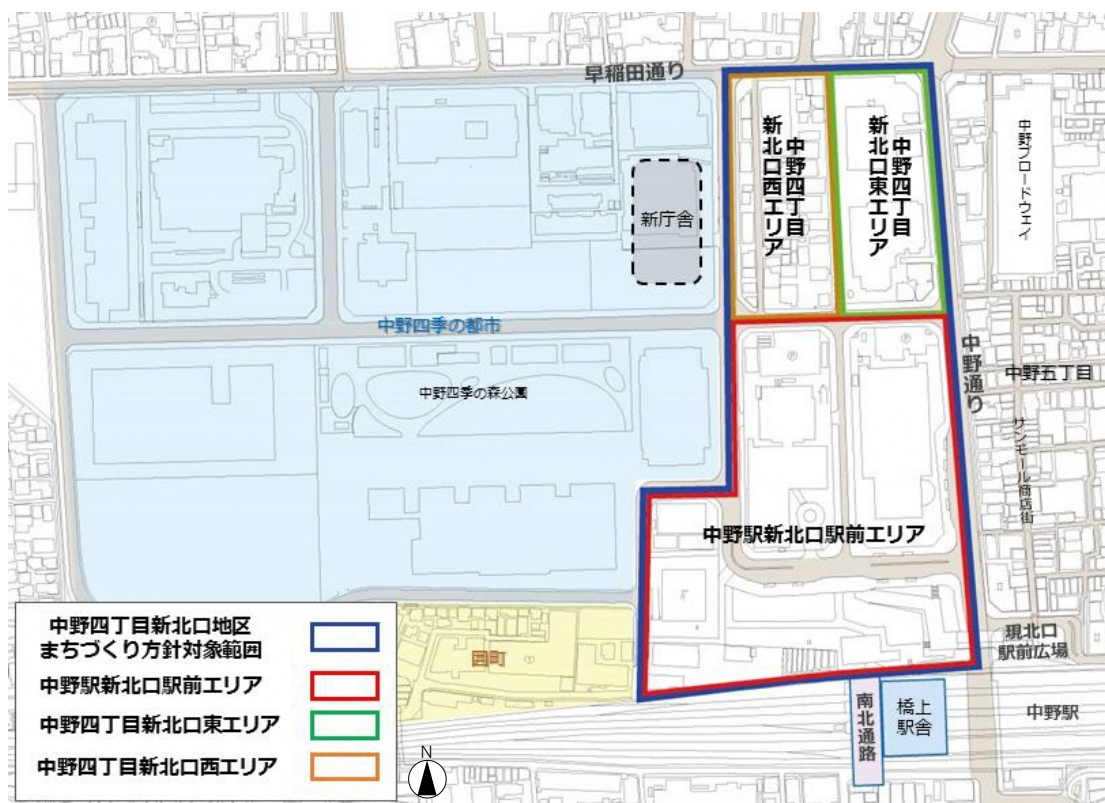 早稲田通り
中野四丁目
新北口西エリア
中野四丁目
新北口東エリア
中野ブロードウェイ
新庁舎
中野四季の都市
中野通り
中野五丁目
中野四季の森公園
サンモール商店街
中野駅新北口駅前エリア
中野四丁目新北口地区
まちづくり方針対象範囲
中野駅新北口駅前エリア
中野四丁目新北口東エリア
中野四丁目新北口西エリア
囲町
現北口
駅前広場
南北通路
橋上
駅舎
中野駅
N